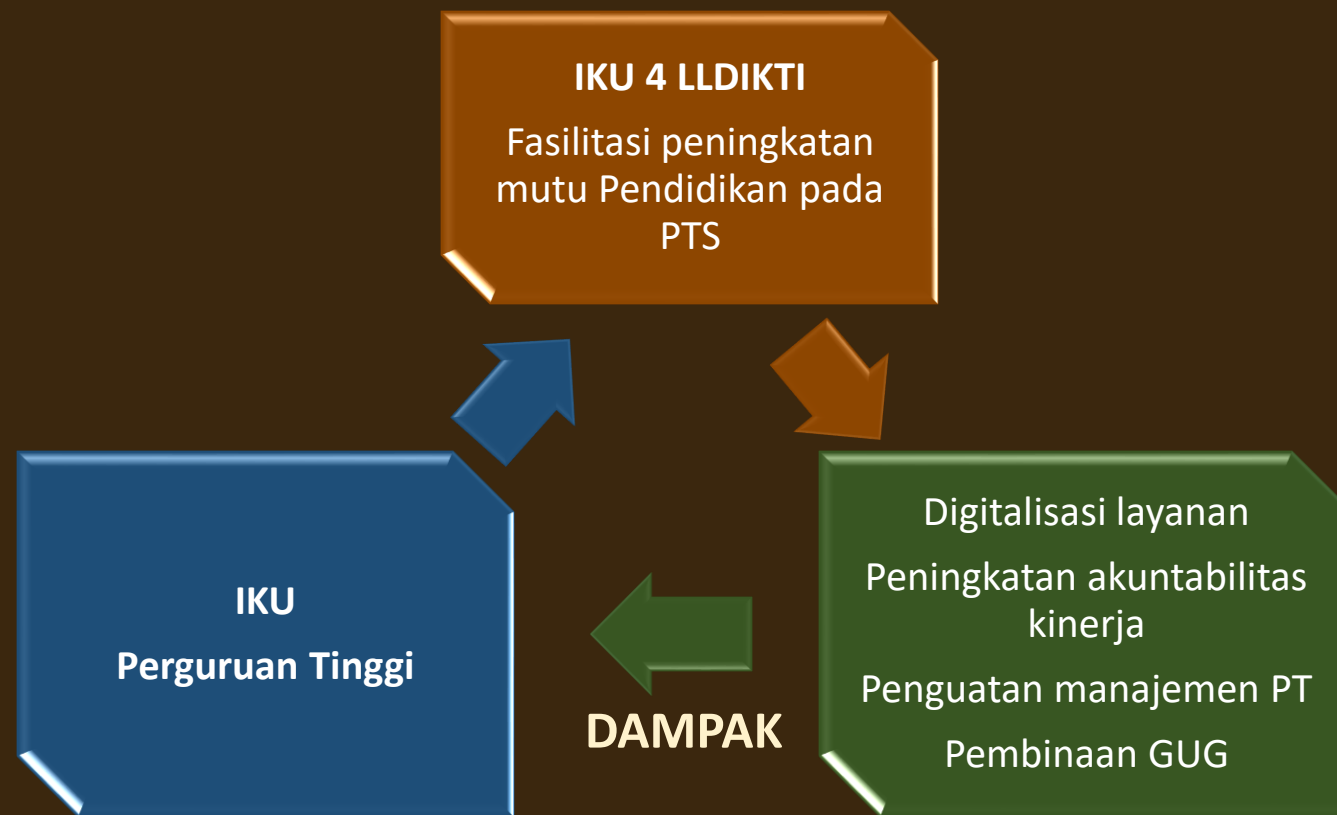 IKU 4 LLDIKTI
Fasilitasi peningkatan
mutu Pendidikan pada
PTS
Digitalisasi layanan
Peningkatan akuntabilitas
kinerja
Penguatan manajemen PT
Pembinaan GUG
IKU
Perguruan Tinggi
DAMPAK